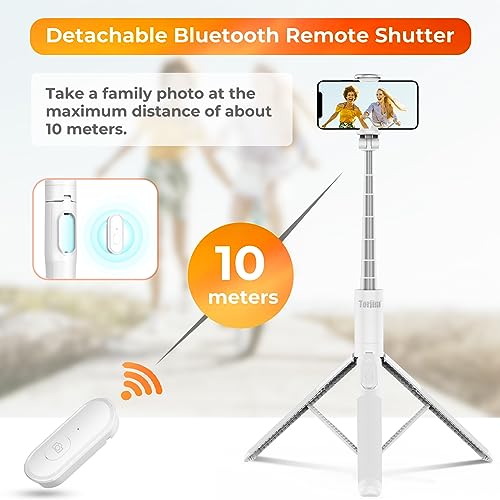 Detachable Bluetooth Remote Shutter
Take a family photo at the
maximum distance of about
10 meters.
10
meters